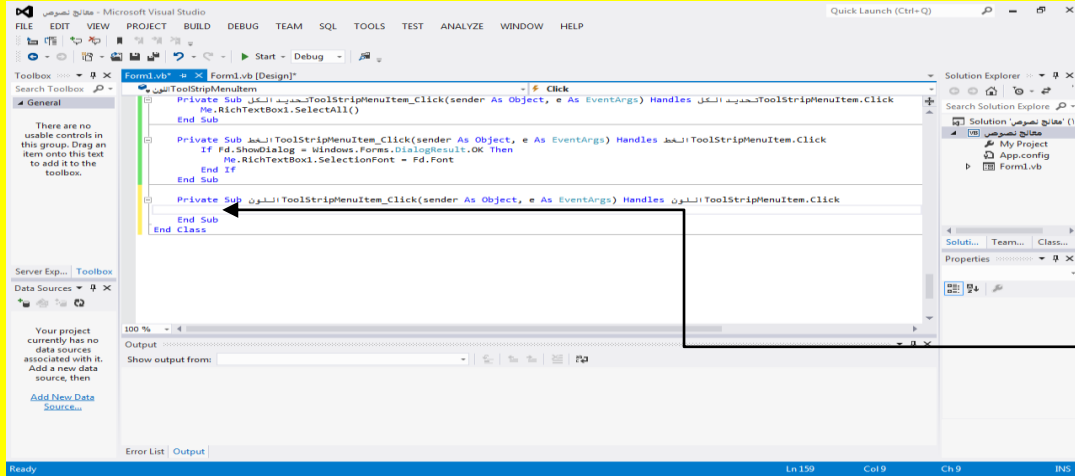 معالج نصوص - Microsoft Visual Studio
Quick Launch (Ctrl+Q)
FILE EDIT VIEW PROJECT BUILD DEBUG TEAM SQL TOOLS TEST ANALYZE WINDOW HELP
Start - Debug
Toolbox
Search Toolbox
General
There are no
usable controls in
this group. Drag an
item onto this text
to add it to the
toolbox.
Server Exp... Toolbox
Data Sources
Your project
currently has no
data sources
associated with it.
Add a new data
source, then
Add New Data
Source...
Form1.vb* Form1.vb [Design]*
اللونToolStripMenuItem
Click
Private Sub تحديد الكلToolStripMenuItem_Click(sender As Object, e As EventArgs) Handles تحديد الكلToolStripMenuItem.Click
Me.RichTextBox1.SelectAll()
End Sub
Private Sub الخطToolStripMenuItem_Click(sender As Object, e As EventArgs) Handles الخطToolStripMenuItem.Click
If Fd.ShowDialog = Windows.Forms.DialogResult.OK Then
Me.RichTextBox1.SelectionFont = Fd.Font
End If
End Sub
Private Sub اللونToolStripMenuItem_Click(sender As Object, e As EventArgs) Handles اللونToolStripMenuItem.Click
End Sub
End Class
100 %
Output
Show output from:
Error List Output
Solution Explorer
Search Solution Explorer
Solution 'معالج نصوص' (١
معالج نصوص
My Project
App.config
Form1.vb
Soluti... Team... Class...
Properties
Ready
Ln 159 Col 9 Ch 9 INS